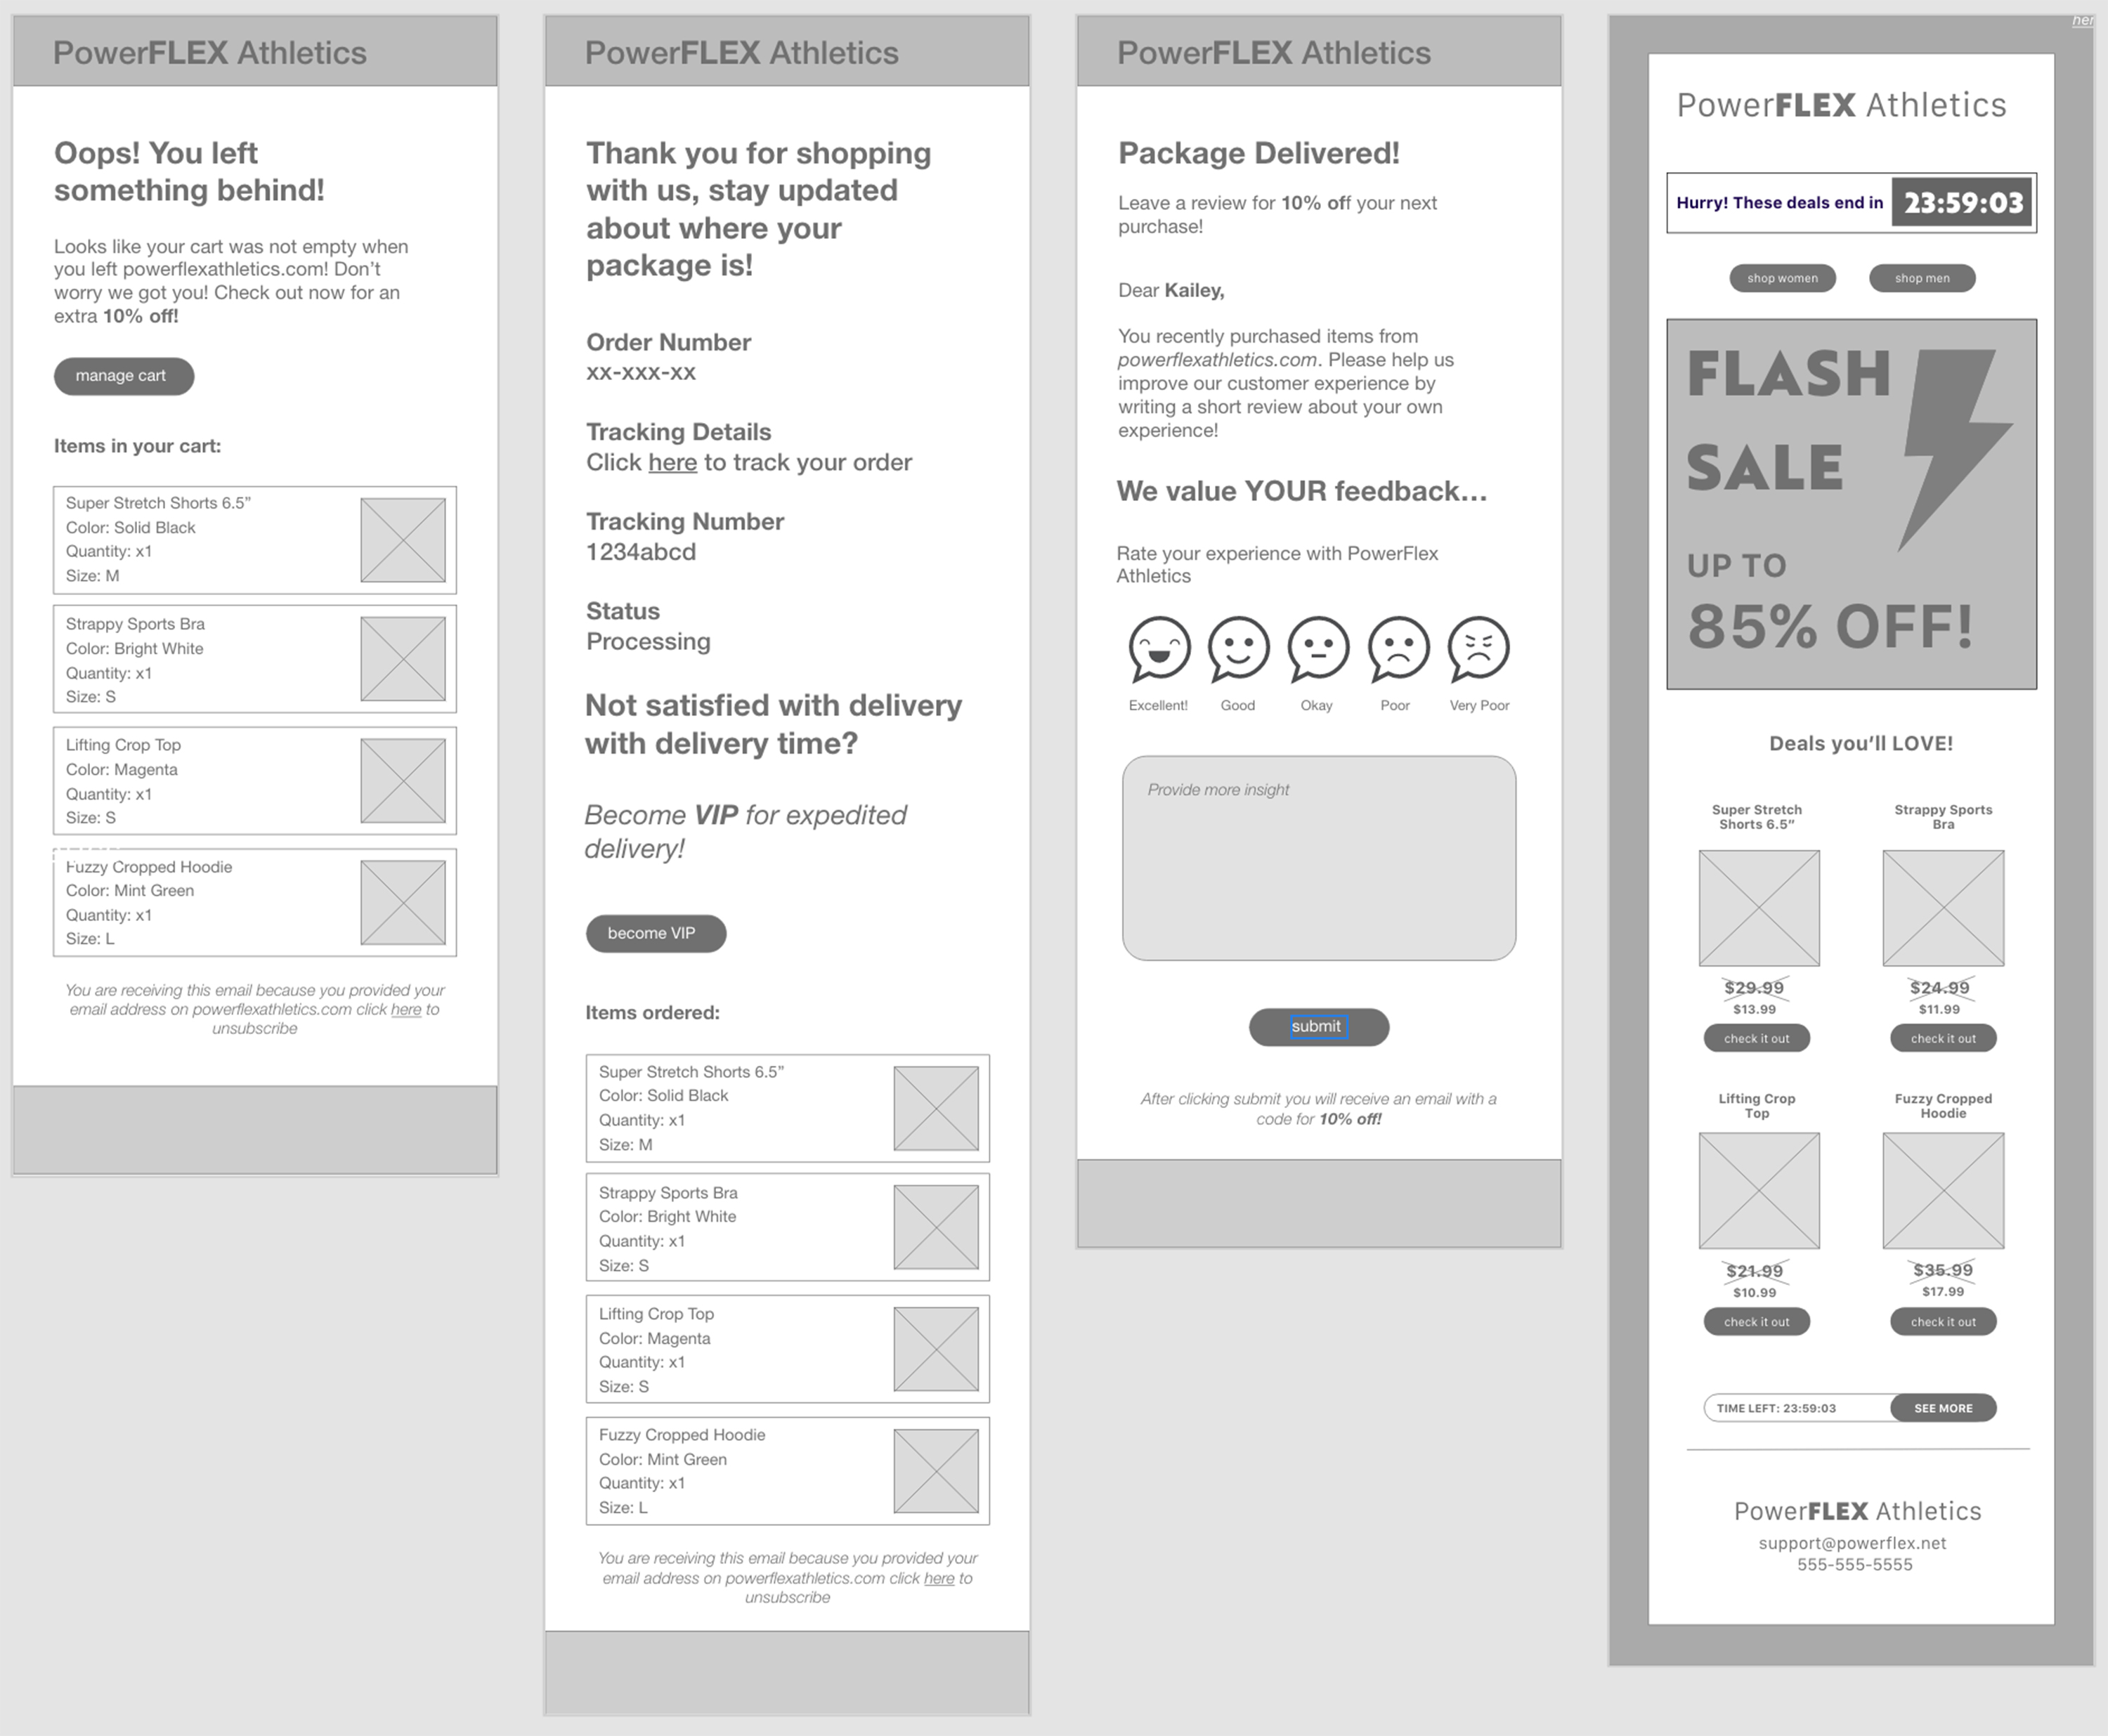 PowerFLEX Athletics
Oops! You left
something behind!
Looks like your cart was not empty when
you left powerflexathletics.com! Don't
worry we got you! Check out now for an
extra 10% off!
manage cart
Items in your cart:
Super Stretch Shorts 6.5”
Color: Solid Black
Quantity: x1
Size: M
Strappy Sports Bra
Color: Bright White
Quantity: x1
Size: S
Lifting Crop Top
Color: Magenta
Quantity: x1
Size: S
Fuzzy Cropped Hoodie
Color: Mint Green
Quantity: x1
Size: L
You are receiving this email because you provided your
email address on powerflexathletics.com click here to
unsubscribe
PowerFLEX Athletics
Thank you for shopping
with us, stay updated
about where your
package is!
Order Number
xx-xxx-xx
Tracking Details
Click here to track your order
Tracking Number
1234abcd
Status
Processing
Not satisfied with delivery
with delivery time?
Become VIP for expedited
delivery!
become VIP
Items ordered:
Super Stretch Shorts 6.5”
Color: Solid Black
Quantity: x1
Size: M
Strappy Sports Bra
Color: Bright White
Quantity: x1
Size: S
Lifting Crop Top
Color: Magenta
Quantity: x1
Size: S
Fuzzy Cropped Hoodie
Color: Mint Green
Quantity: x1
Size: L
You are receiving this email because you provided your
email address on powerflexathletics.com click here to
unsubscribe
PowerFLEX Athletics
Package Delivered!
Leave a review for 10% off your next
purchase!
Dear Kailey,
You recently purchased items from
powerflexathletics.com. Please help us
improve our customer experience by
writing a short review about your own
experience!
We value YOUR feedback...
Rate your experience with PowerFlex
Athletics
Excellent! Good Okay Poor Very Poor
Provide more insight
submit
After clicking submit you will receive an email with a
code for 10% off!
PowerFLEX Athletics
Hurry! These deals end in 23:59:03
shop women shop men
FLASH
SALE
UP TO
85% OFF!
Deals you'll LOVE!
Super Stretch
Shorts 6.5”
$29.99
$13.99
check it out
Strappy Sports
Bra
$24.99
$11.99
check it out
Lifting Crop
Top
$21.99
$10.99
check it out
Fuzzy Cropped
Hoodie
$35.99
$17.99
check it out
TIME LEFT: 23:59:03 SEE MORE
PowerFLEX Athletics
support@powerflex.net
555-555-5555